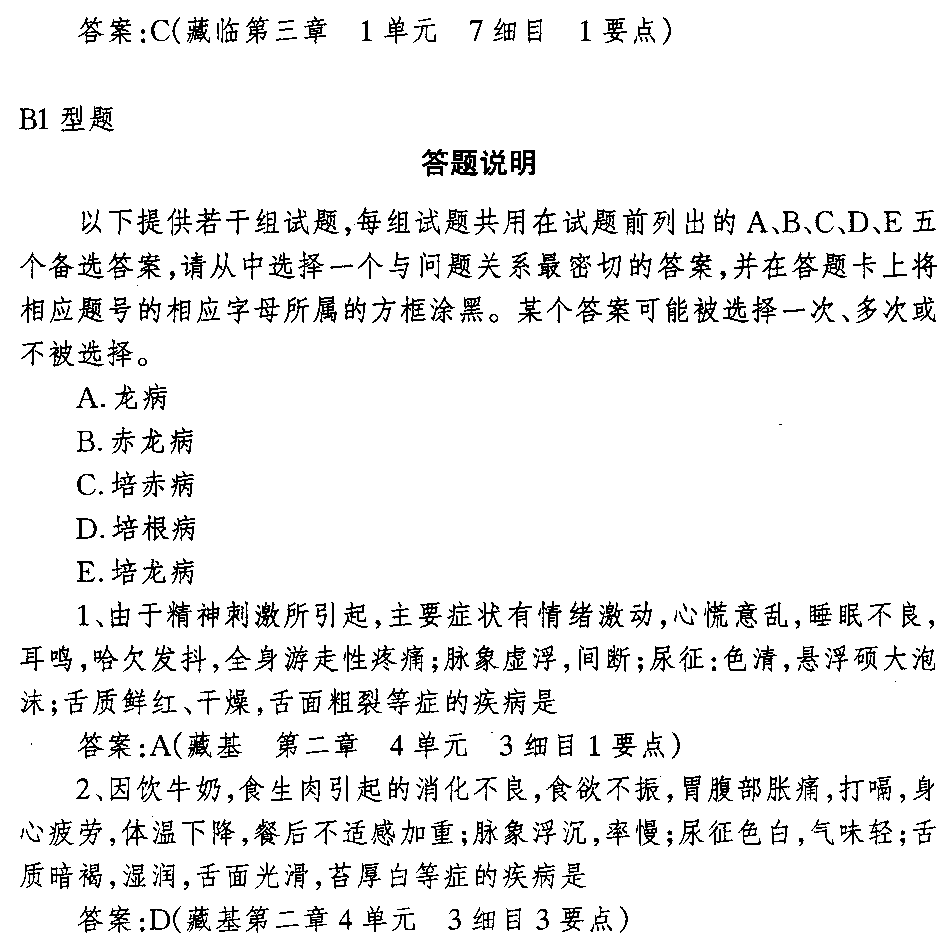 答案:C(藏临第三章 1单元 7细目 1要点)
B1型题
答题说明
以下提供若干组试题,每组试题共用在试题前列出的A、B、C、D、E五
个备选答案,请从中选择一个与问题关系最密切的答案,并在答题卡上将
相应题号的相应字母所属的方框涂黑。某个答案可能被选择一次、多次或
不被选择。
A.龙病
B.赤龙病
C.培赤病
D.培根病
E.培龙病
1、由于精神刺激所引起,主要症状有情绪激动,心慌意乱,睡眠不良,
耳鸣,哈欠发抖,全身游走性疼痛;脉象虚浮,间断;尿征:色清,悬浮硕大泡
沫;舌质鲜红、干燥,舌面粗裂等症的疾病是
答案:A(藏基 第二章 4单元 3细目1要点)
2、因饮牛奶,食生肉引起的消化不良,食欲不振,胃腹部胀痛,打嗝,身
心疲劳,体温下降,餐后不适感加重;脉象浮沉,率慢;尿征色白,气味轻;舌
质暗褐,湿润,舌面光滑,苔厚白等症的疾病是
答案:D(藏基第二章4单元 3细目3要点)